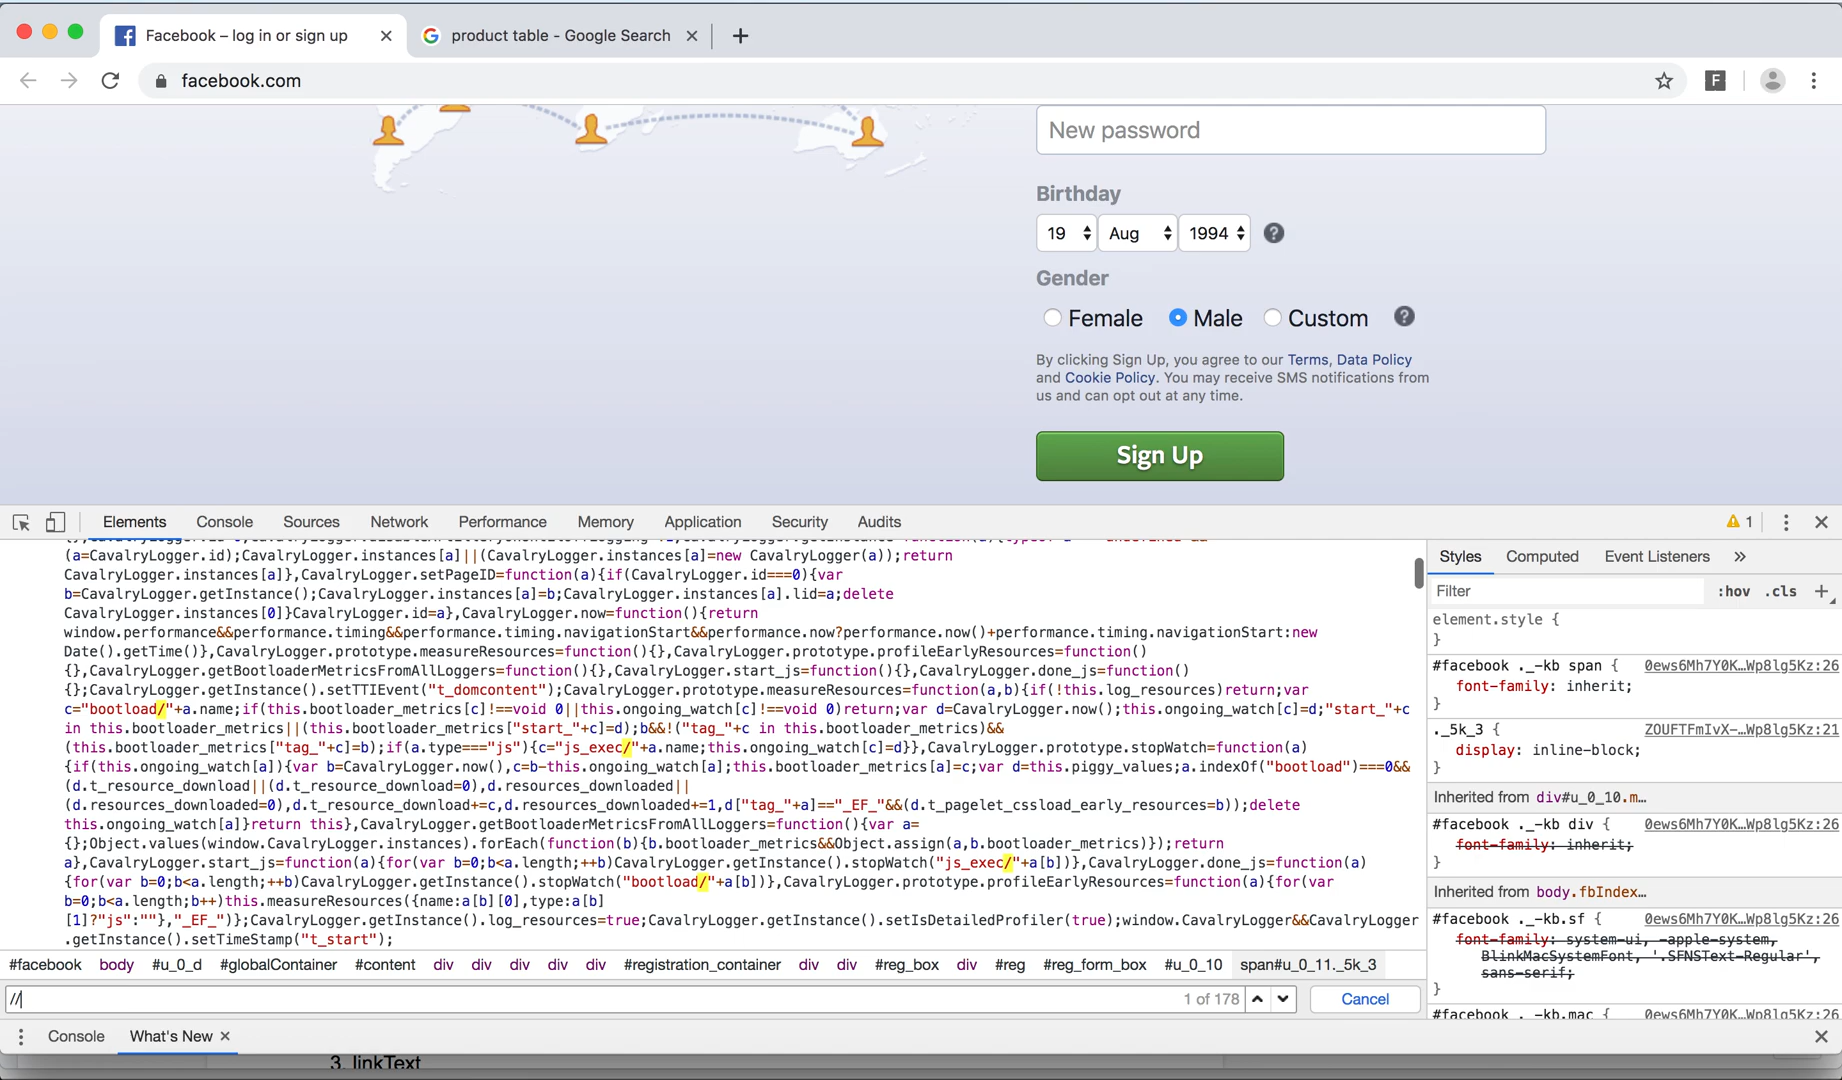 Facebook – log in or sign up
product table - Google Search
facebook.com
F
New password
Birthday
19 Aug 1994 ?
Gender
Female Male Custom ?
By clicking Sign Up, you agree to our Terms, Data Policy
and Cookie Policy. You may receive SMS notifications from
us and can opt out at any time.
Sign Up
Elements Console Sources Network Performance Memory Application Security Audits 1
(a=CavalryLogger.id);CavalryLogger.instances[a]||(CavalryLogger.instances[a]=new CavalryLogger(a));return
CavalryLogger.instances[a]},CavalryLogger.setPageID=function(a){if(CavalryLogger.id===0){var
b=CavalryLogger.getInstance();CavalryLogger.instances[a]=b;CavalryLogger.instances[a].lid=a;delete
CavalryLogger.instances[0]}CavalryLogger.id=a},CavalryLogger.now=function(){return
window.performance&&performance.timing&&performance.timing.navigationStart&&performance.now?performance.now()+performance.timing.navigationStart:new
Date().getTime()},CavalryLogger.prototype.measureResources=function(){},CavalryLogger.prototype.profileEarlyResources=function()
{},CavalryLogger.getBootloaderMetricsFromAllLoggers=function(){},CavalryLogger.start_js=function(){},CavalryLogger.done_js=function()
{};CavalryLogger.getInstance().setTTIEvent("t_domcontent");CavalryLogger.prototype.measureResources=function(a,b){if(!this.log_resources)return;var
c="bootload/"+a.name;if(this.bootloader_metrics[c]!==void 0||this.ongoing_watch[c]!==void 0)return;var d=CavalryLogger.now();this.ongoing_watch[c]=d;"start_"+c
in this.bootloader_metrics||(this.bootloader_metrics["start_"+c]=d);b&&!("tag_"+c in this.bootloader_metrics)&&
(this.bootloader_metrics["tag_"+c]=b);if(a.type==="js"){c="js_exec/"+a.name;this.ongoing_watch[c]=d}},CavalryLogger.prototype.stopWatch=function(a)
{if(this.ongoing_watch[a]){var b=CavalryLogger.now(),c=b-this.ongoing_watch[a];this.bootloader_metrics[a]=c;var d=this.piggy_values;a.indexOf("bootload")===0&&
(d.t_resource_download||(d.t_resource_download=0),d.resources_downloaded||
(d.resources_downloaded=0),d.t_resource_download+=c,d.resources_downloaded+=1,d["tag_"+a]=="_EF_"&&(d.t_pagelet_cssload_early_resources=b));delete
this.ongoing_watch[a]}return this},CavalryLogger.getBootloaderMetricsFromAllLoggers=function(){var a=
{};Object.values(window.CavalryLogger.instances).forEach(function(b){b.bootloader_metrics&&Object.assign(a,b.bootloader_metrics)});return
a},CavalryLogger.start_js=function(a){for(var b=0;b<a.length;++b)CavalryLogger.getInstance().stopWatch("js_exec/"+a[b])},CavalryLogger.done_js=function(a)
{for(var b=0;b<a.length;++b)CavalryLogger.getInstance().stopWatch("bootload/"+a[b])},CavalryLogger.prototype.profileEarlyResources=function(a){for(var
b=0;b<a.length;b++)this.measureResources({name:a[b][0],type:a[b]
[1]?"js":""},"_EF_")};CavalryLogger.getInstance().log_resources=true;CavalryLogger.getInstance().setIsDetailedProfiler(true);window.CavalryLogger&&CavalryLogger
.getInstance().setTimeStamp("t_start");
#facebook body #u_0_d #globalContainer #content div div div div div #registration_container div div #reg_box div #reg #reg_form_box #u_0_10 span#u_0_11._5k_3
// 1 of 178 Cancel
Styles Computed Event Listeners »
Filter :hov .cls +
element.style {
}
#facebook ._-kb span { 0ews6Mh7Y0K…Wp8lg5Kz:26
font-family: inherit;
}
._5k_3 { ZOUFTFmIvX-…Wp8lg5Kz:21
display: inline-block;
}
Inherited from div#u_0_10.m…
#facebook ._-kb div { 0ews6Mh7Y0K…Wp8lg5Kz:26
font-family: inherit;
}
Inherited from body.fbIndex…
#facebook ._-kb.sf { 0ews6Mh7Y0K…Wp8lg5Kz:26
font-family: system-ui, -apple-system,
BlinkMacSystemFont, '.SFNSText-Regular',
sans-serif;
}
#facebook ._-kb.mac { 0ews6Mh7Y0K…Wp8lg5Kz:26
Console What's New
3. linkText